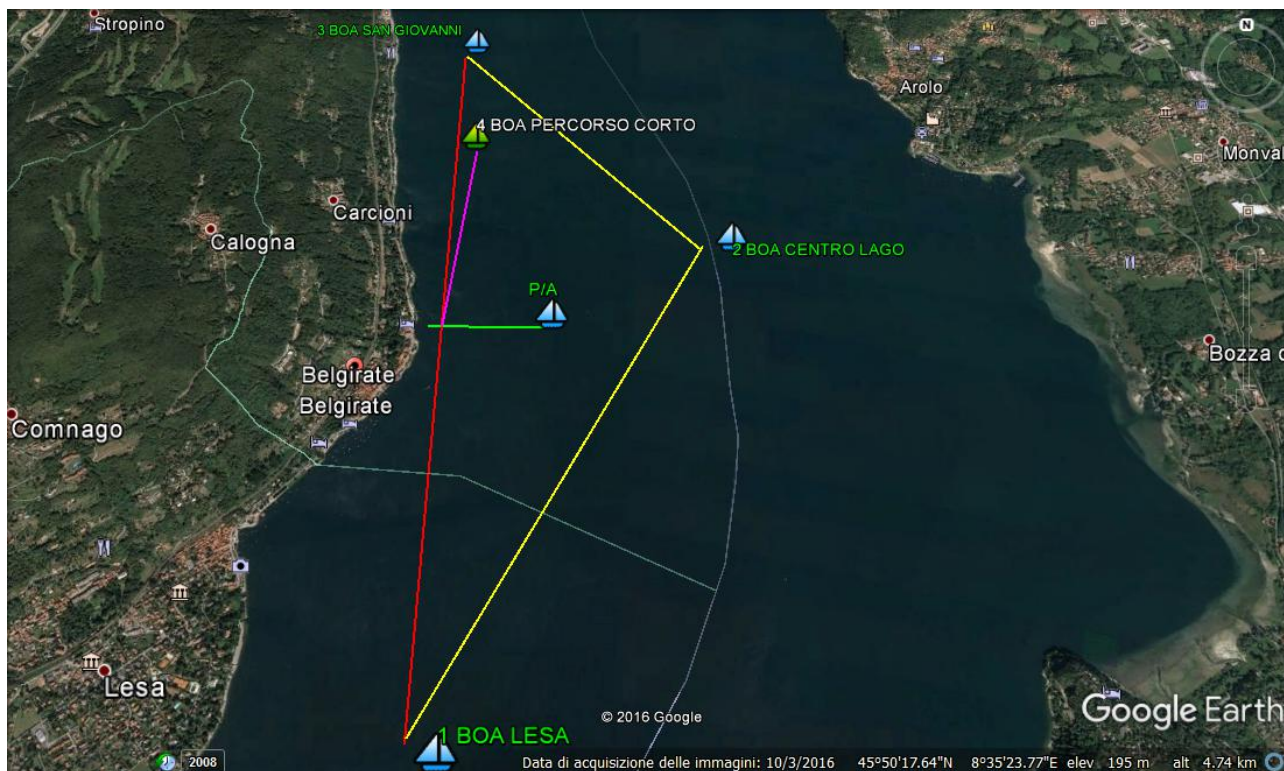 Stropino
3 BOA SAN GIOVANNI
N
Arolo
4 BOA PERCORSO CORTO
Carcioni
Calogna
2 BOA CENTRO LAGO
P/A
Belgirate
Belgirate
Comnago
Lesa
1 BOA LESA
© 2016 Google
Google Earth
2008
Data di acquisizione delle immagini: 10/3/2016 45°50'17.64"N 8°35'23.77"E elev 195 m alt 4.74 km
Monval
Bozza d